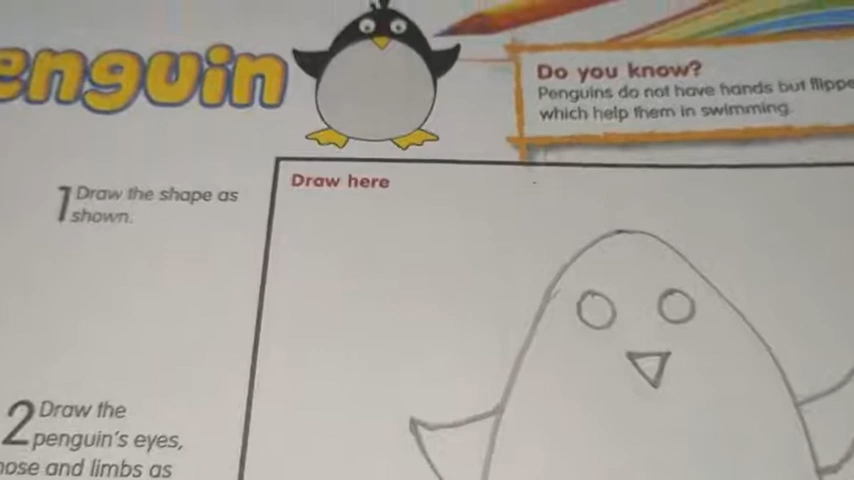 enguin
Do you know?
Penguins do not have hands but flippe
which help them in swimming.
1 Draw the shape as
shown.
Draw here
2 Draw the
penguin's eyes,
nose and limbs as